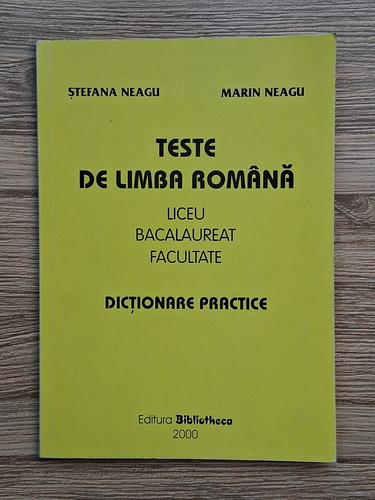 ȘTEFANA NEAGU MARIN NEAGU
TESTE
DE LIMBA ROMÂNĂ
LICEU
BACALAUREAT
FACULTATE
DICȚIONARE PRACTICE
Editura Bibliotheca
2000